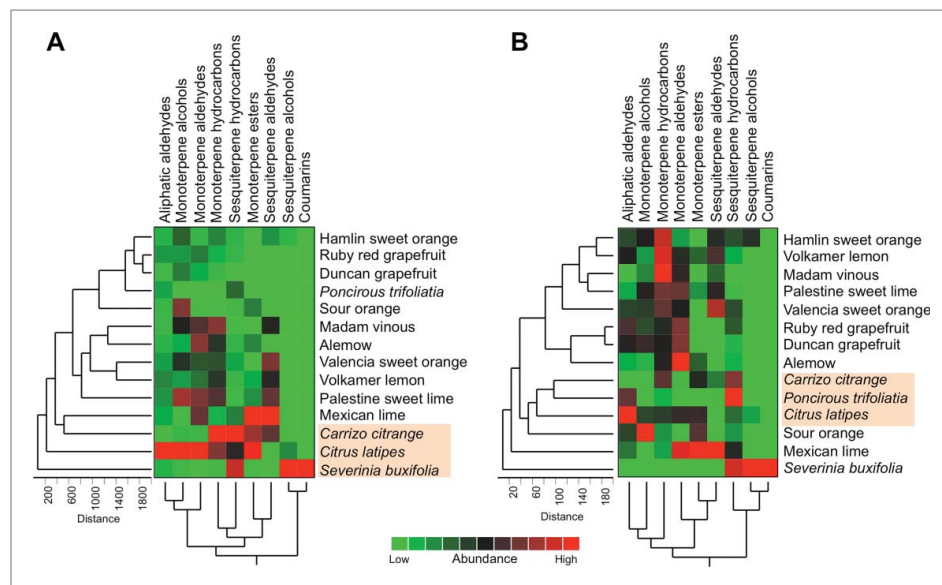 A
Aliphatic aldehydes
Monoterpene alcohols
Monoterpene aldehydes
Monoterpene hydrocarbons
Sesquiterpene hydrocarbons
Monoterpene esters
Sesquiterpene aldehydes
Sesquiterpene alcohols
Coumarins
Hamlin sweet orange
Ruby red grapefruit
Duncan grapefruit
Poncirous trifoliatia
Sour orange
Madam vinous
Alemow
Valencia sweet orange
Volkamer lemon
Palestine sweet lime
Mexican lime
Carrizo citrange
Citrus latipes
Severinia buxifolia
200
600
1000
1400
1800
Distance
B
Aliphatic aldehydes
Monoterpene alcohols
Monoterpene hydrocarbons
Monoterpene aldehydes
Monoterpene esters
Sesquiterpene aldehydes
Sesquiterpene hydrocarbons
Sesquiterpene alcohols
Coumarins
Hamlin sweet orange
Volkamer lemon
Madam vinous
Palestine sweet lime
Valencia sweet orange
Ruby red grapefruit
Duncan grapefruit
Alemow
Carrizo citrange
Poncirous trifoliatia
Citrus latipes
Sour orange
Mexican lime
Severinia buxifolia
20
60
100
140
180
Distance
Low Abundance High